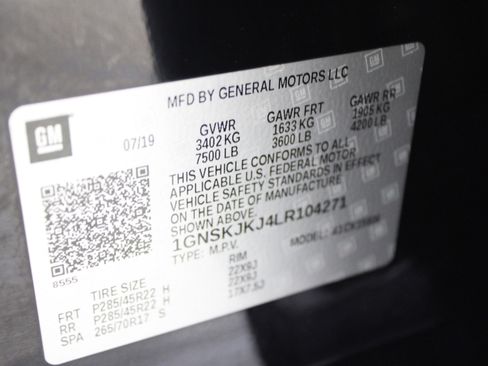 MFD BY GENERAL MOTORS LLC
GM
07/19
GVWR GAWR FRT GAWR RR
3402 KG 1633 KG 1905 KG
7500 LB 3600 LB 4200 LB
THIS VEHICLE CONFORMS TO ALL
APPLICABLE U.S. FEDERAL MOTOR
VEHICLE SAFETY STANDARDS IN EFFECT
ON THE DATE OF MANUFACTURE
SHOWN ABOVE.
1GNSKJKJ4LR104271
TYPE: M.P.V. MODEL:
8555
TIRE SIZE RIM
FR P285/45R22 H 22X9J
RR P285/45R22 H 22X9J
SPA 265/70R17 S 17X7.5J